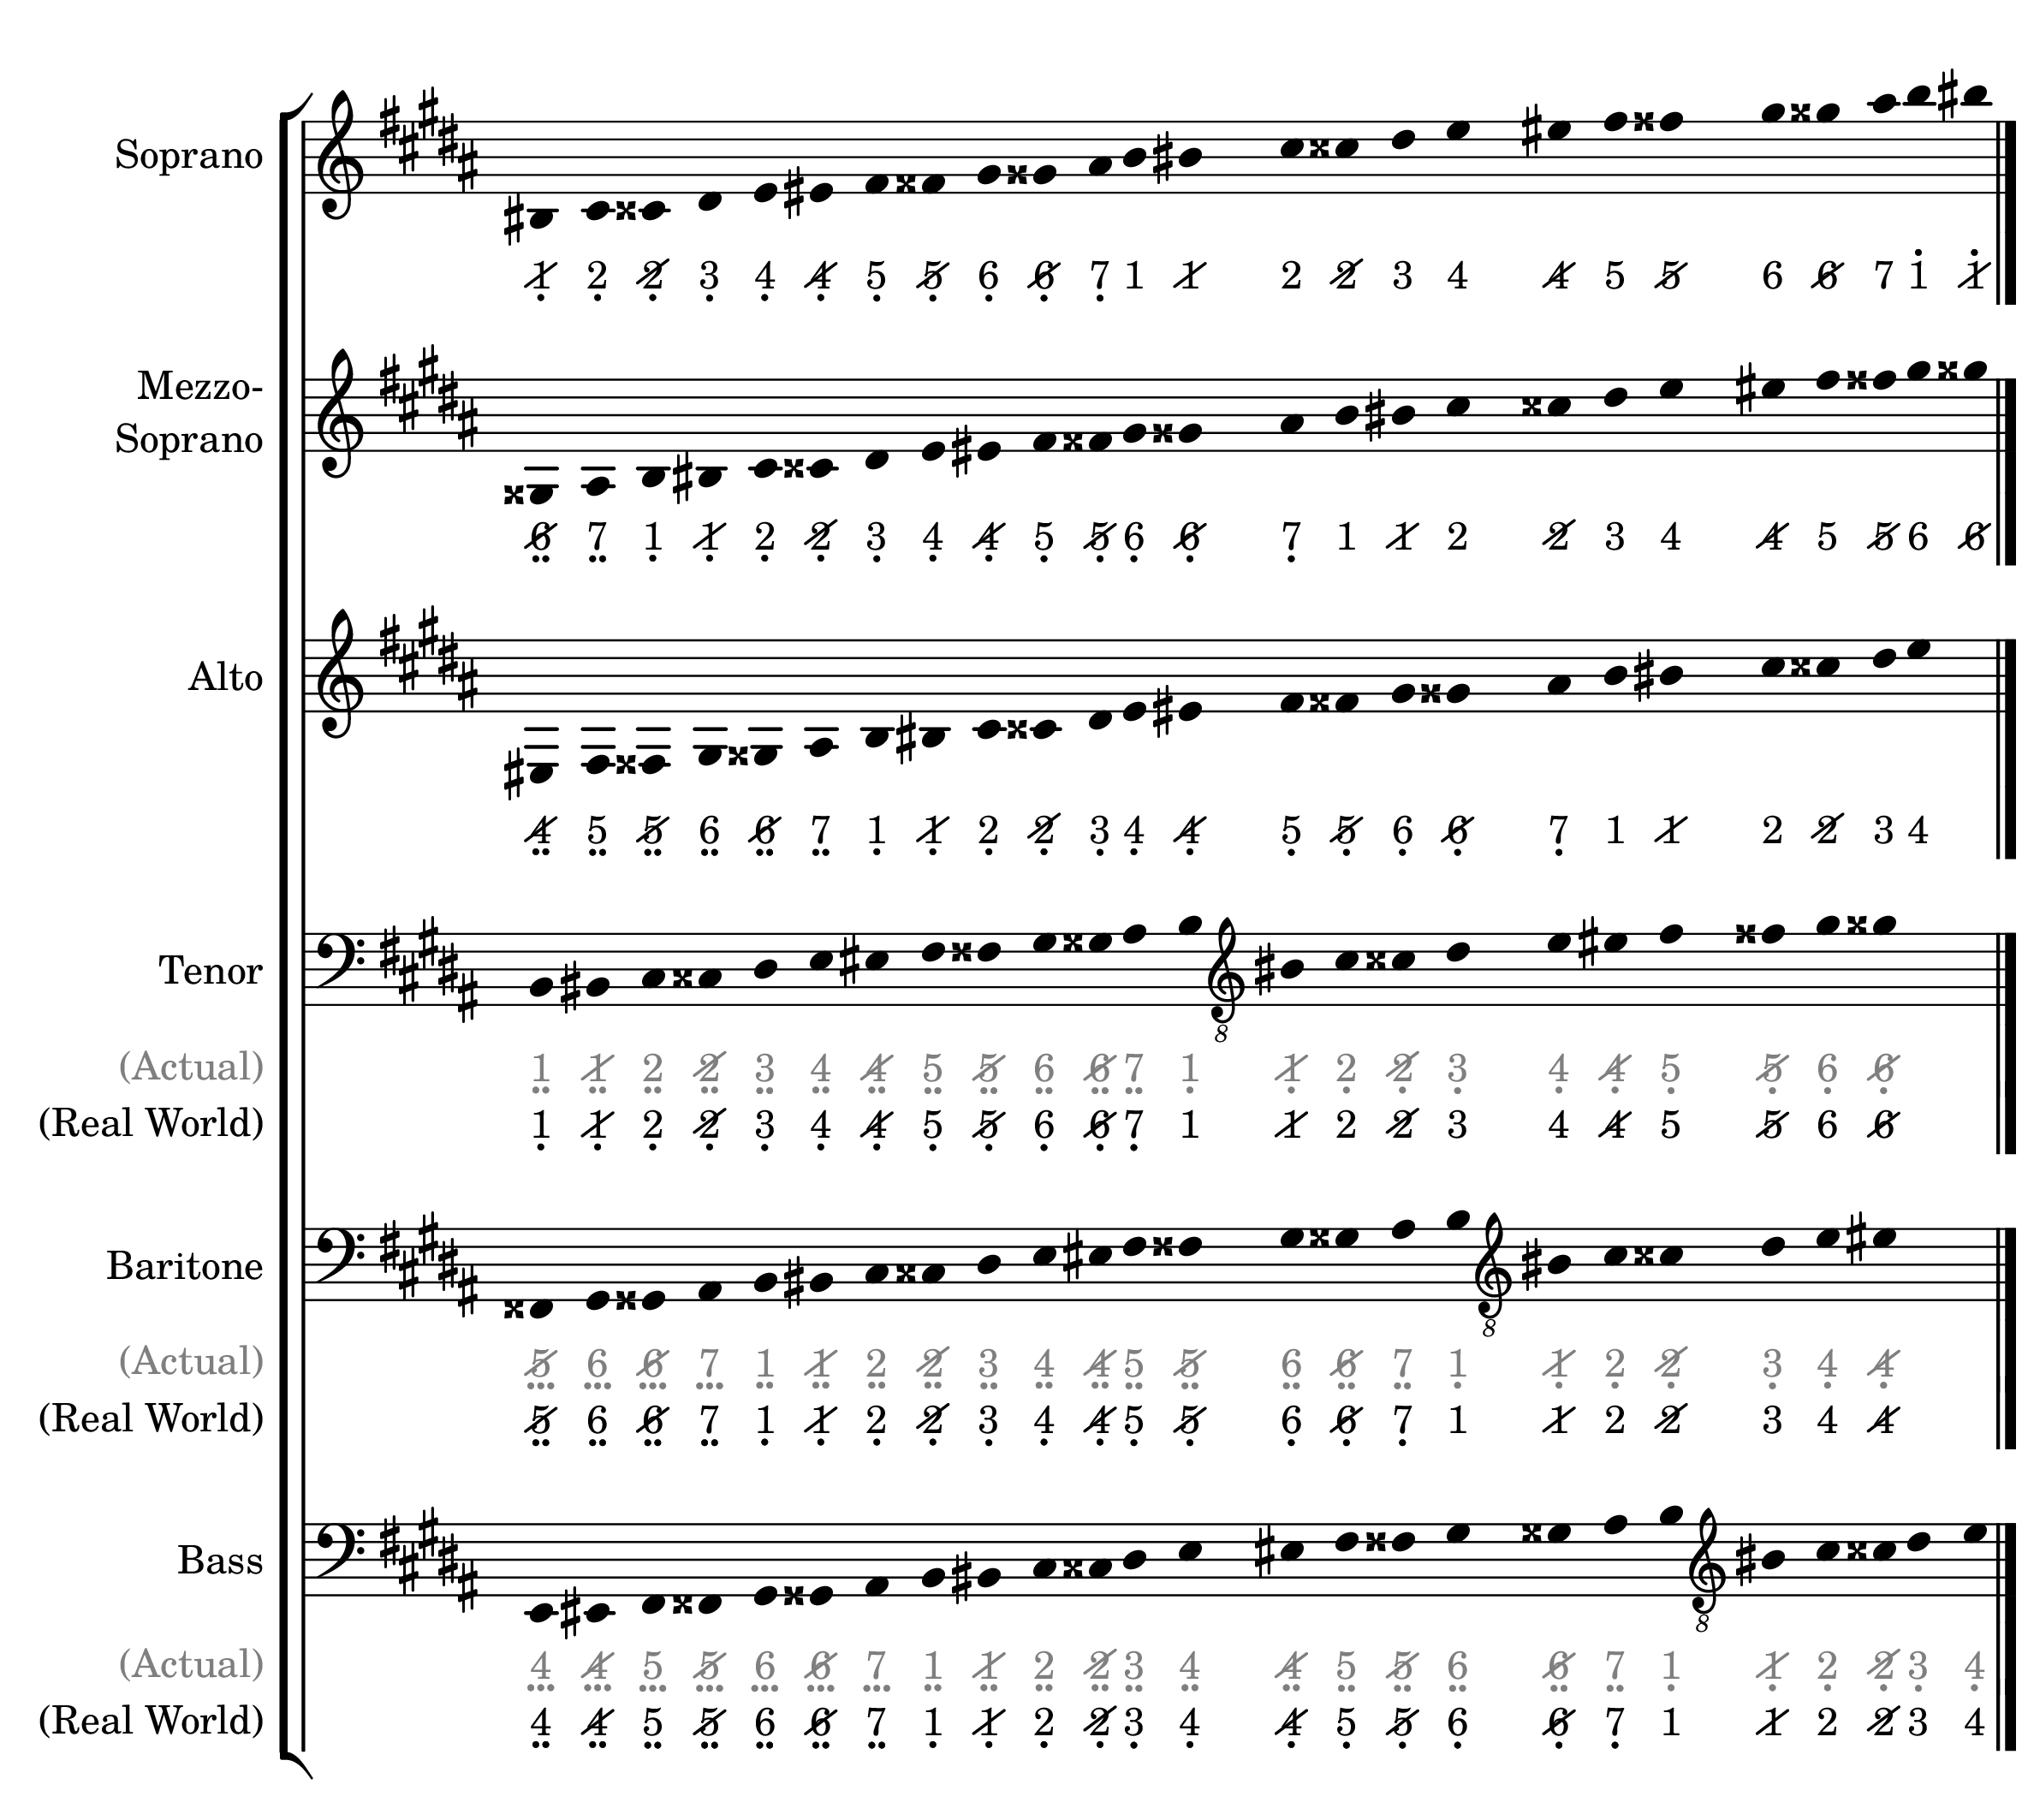 Soprano
1 2 2 3 4 4 5 5 6 6 7 1 1 2 2 3 4 4 5 5 6 6 7 1 1
Mezzo-
Soprano
6 7 1 1 2 2 3 4 4 5 5 6 6 7 1 1 2 2 3 4 4 5 5 6 6
Alto
4 5 5 6 6 7 1 1 2 2 3 4 4 5 5 6 6 7 1 1 2 2 3 4
Tenor
8
(Actual) 1 1 2 2 3 4 4 5 5 6 6 7 1 1 2 2 3 4 4 5 5 6 6
(Real World) 1 1 2 2 3 4 4 5 5 6 6 7 1 1 2 2 3 4 4 5 5 6 6
Baritone
8
(Actual) 5 6 6 7 1 1 2 2 3 4 4 5 5 6 6 7 1 1 2 2 3 4 4
(Real World) 5 6 6 7 1 1 2 2 3 4 4 5 5 6 6 7 1 1 2 2 3 4 4
Bass
8
(Actual) 4 4 5 5 6 6 7 1 1 2 2 3 4 4 5 5 6 6 7 1 1 2 2 3 4
(Real World) 4 4 5 5 6 6 7 1 1 2 2 3 4 4 5 5 6 6 7 1 1 2 2 3 4